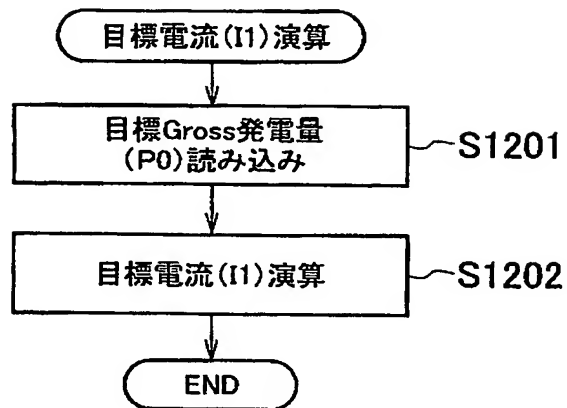 目標電流(I1)演算
目標Gross発電量
(P0)読み込み
S1201
目標電流(I1)演算
S1202
END